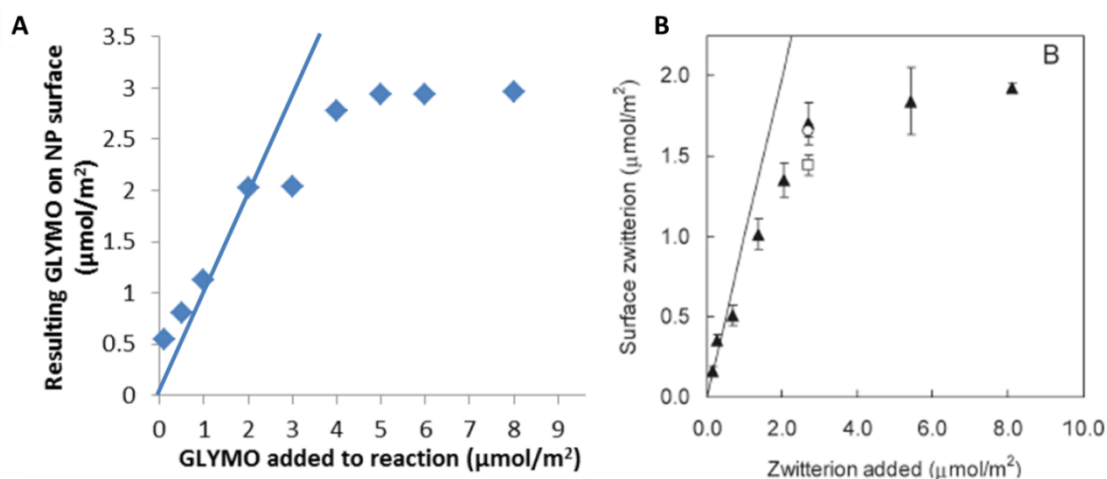 A
Resulting GLYMO on NP surface
(µmol/m²)
3.5
3
2.5
2
1.5
1
0.5
0
0 1 2 3 4 5 6 7 8 9
GLYMO added to reaction (µmol/m²)
B
B
Surface zwitterion (µmol/m²)
2.0
1.5
1.0
0.5
0.0
0.0 2.0 4.0 6.0 8.0 10.0
Zwitterion added (µmol/m²)